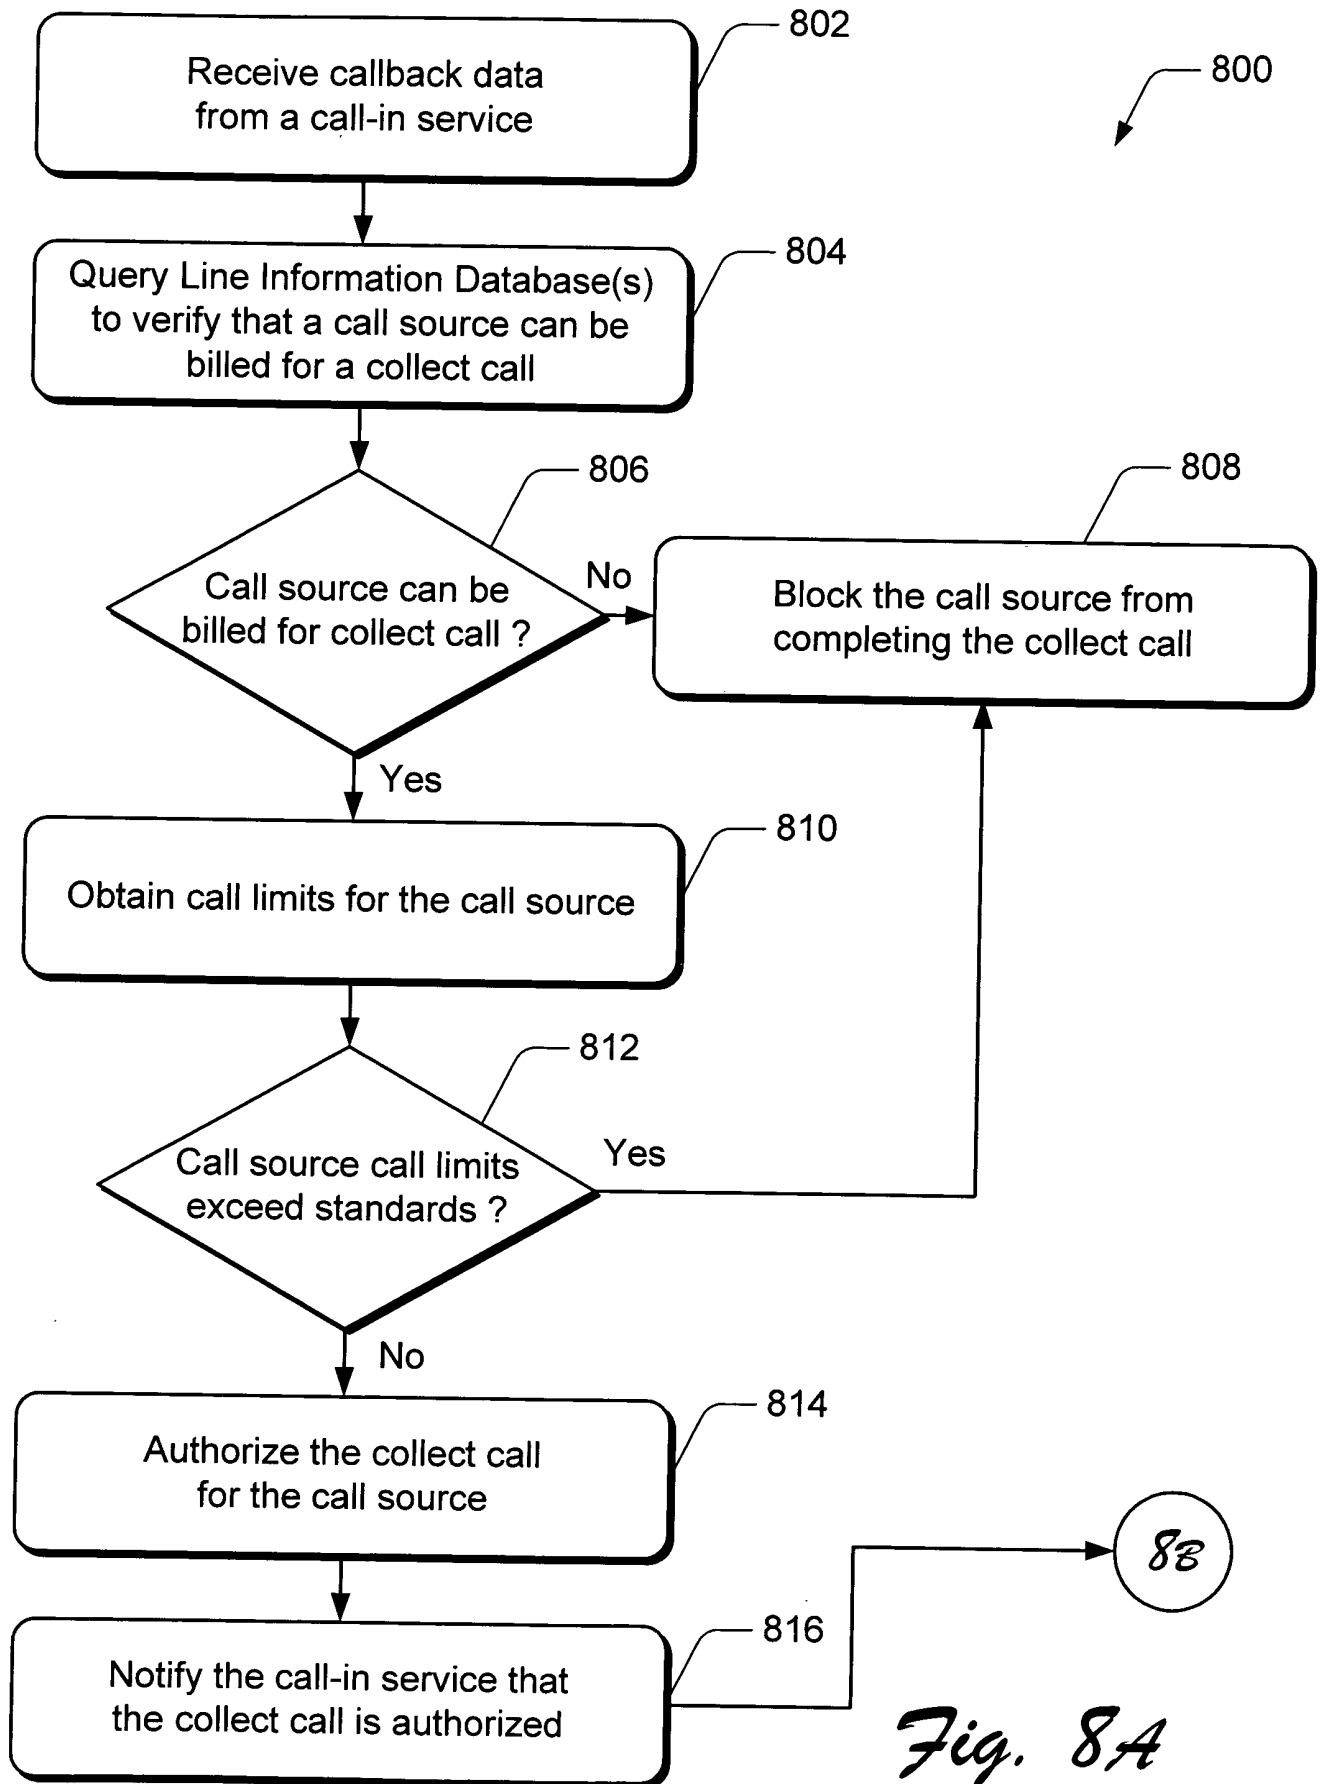 802
800
Receive callback data
from a call-in service
804
Query Line Information Database(s)
to verify that a call source can be
billed for a collect call
806
808
Call source can be
billed for collect call ?
No
Block the call source from
completing the collect call
Yes
810
Obtain call limits for the call source
812
Call source call limits
exceed standards ?
Yes
No
814
Authorize the collect call
for the call source
8B
816
Notify the call-in service that
the collect call is authorized
Fig. 8A